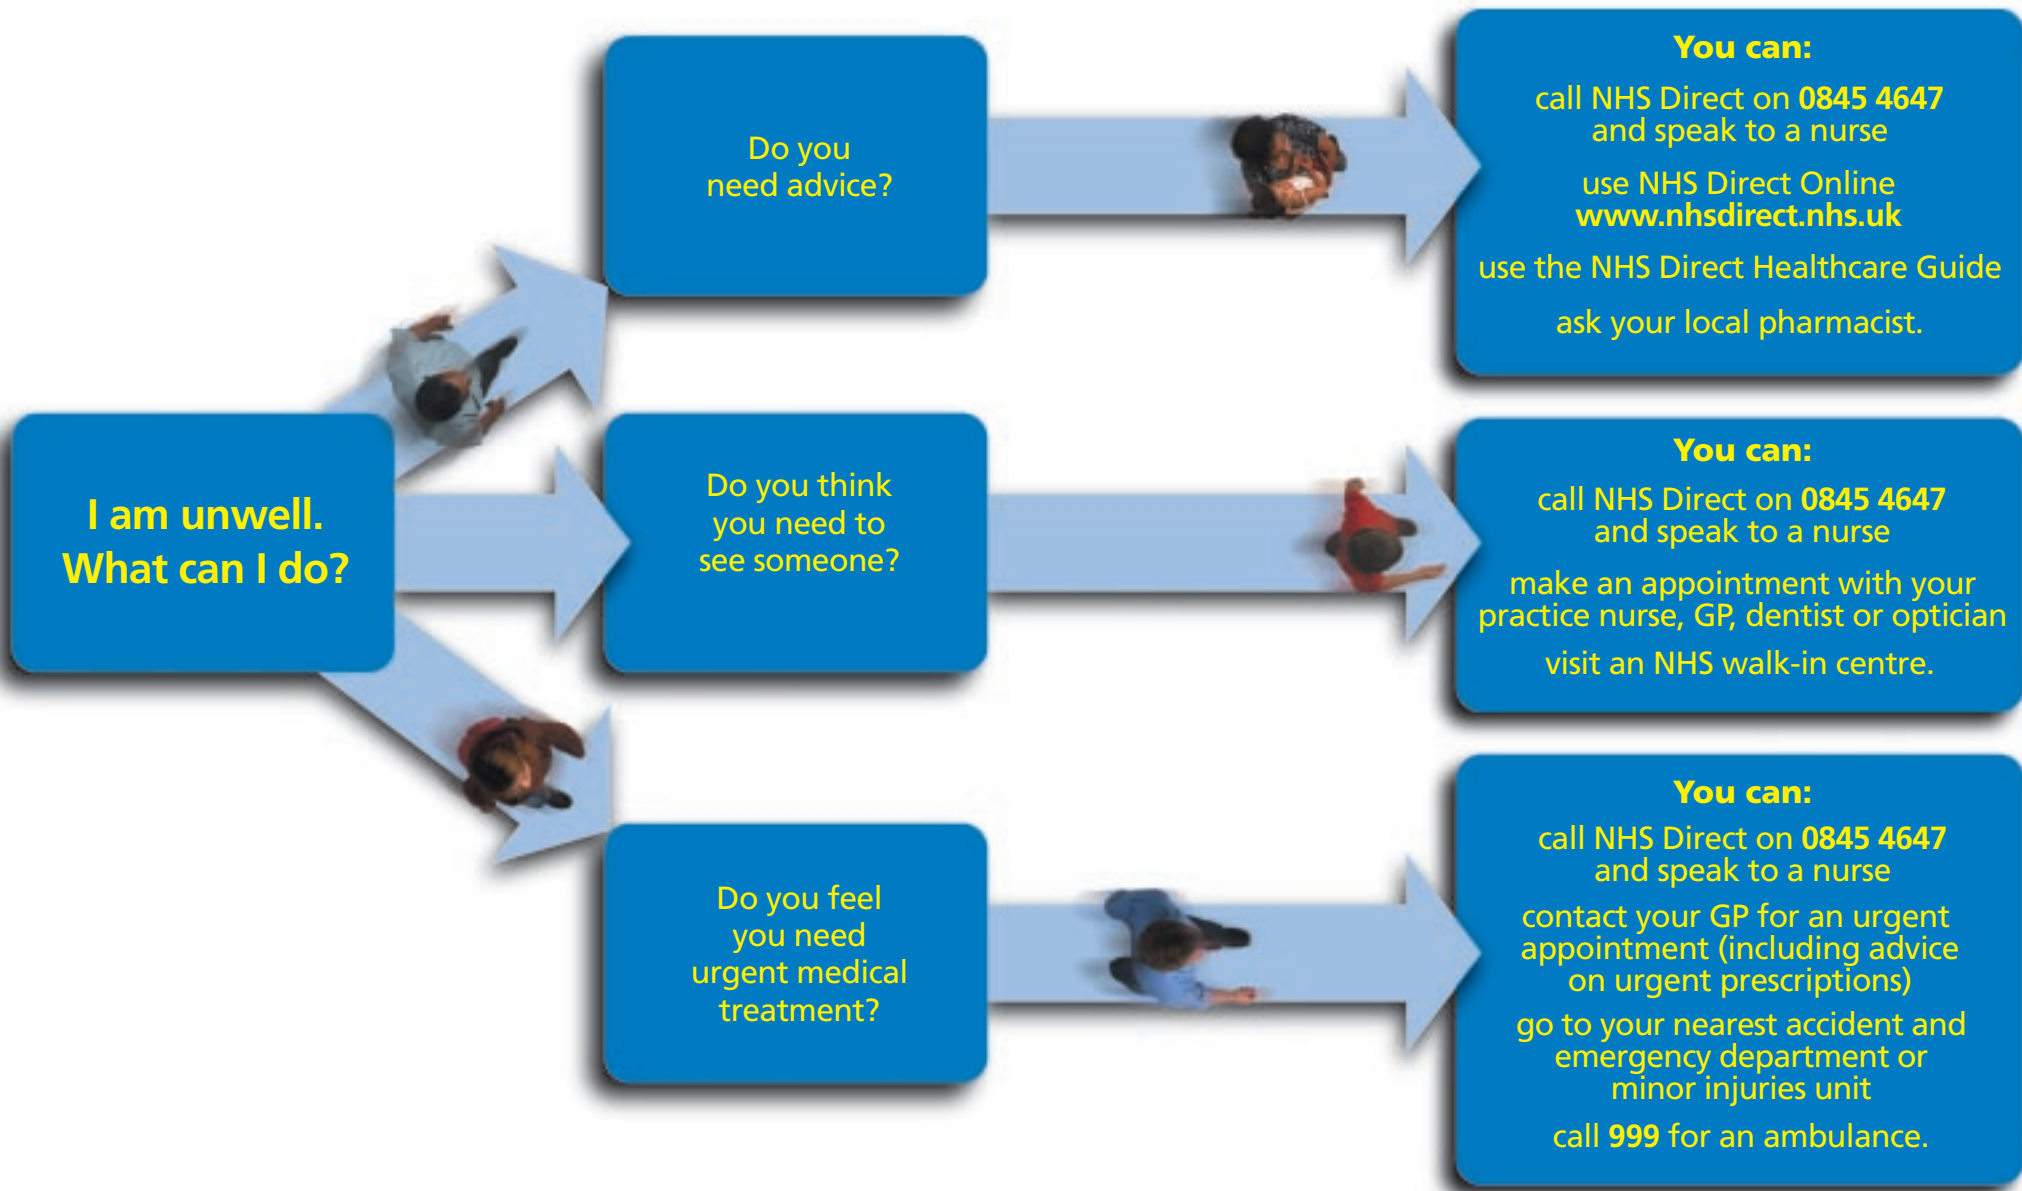 I am unwell.
What can I do?
Do you
need advice?
You can:
call NHS Direct on 0845 4647
and speak to a nurse
use NHS Direct Online
www.nhsdirect.nhs.uk
use the NHS Direct Healthcare Guide
ask your local pharmacist.
Do you think
you need to
see someone?
You can:
call NHS Direct on 0845 4647
and speak to a nurse
make an appointment with your
practice nurse, GP, dentist or optician
visit an NHS walk-in centre.
Do you feel
you need
urgent medical
treatment?
You can:
call NHS Direct on 0845 4647
and speak to a nurse
contact your GP for an urgent
appointment (including advice
on urgent prescriptions)
go to your nearest accident and
emergency department or
minor injuries unit
call 999 for an ambulance.